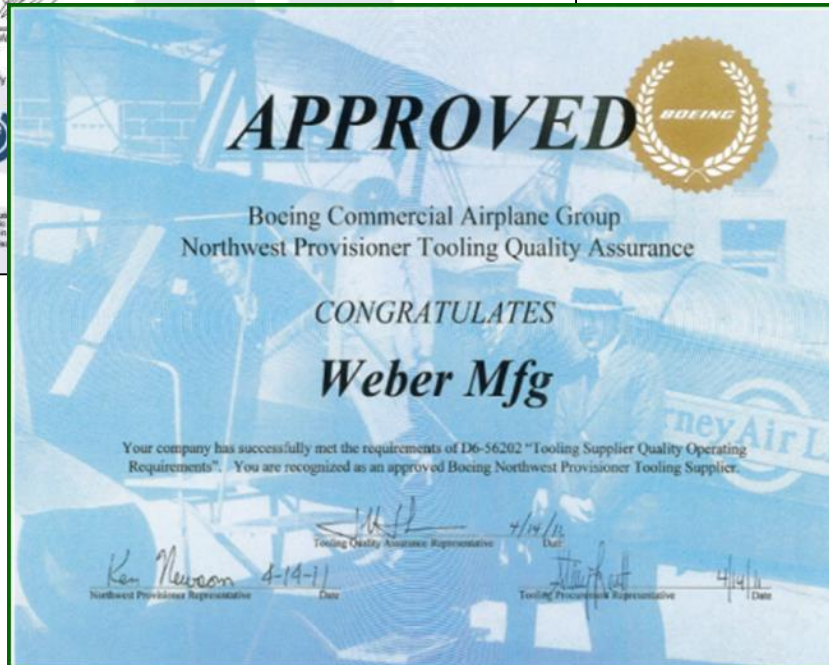 APPROVED
BOEING
Boeing Commercial Airplane Group
Northwest Provisioner Tooling Quality Assurance
CONGRATULATES
Weber Mfg
rney Air L
Your company has successfully met the requirements of D6-56202 "Tooling Supplier Quality Operating
Requirements". You are recognized as an approved Boeing Northwest Provisioner Tooling Supplier.
4/14/11
Tooling Quality Assurance Representative Date
Ken Newsom 4-14-11 4/14/11
Northwest Provisioner Representative Date Tooling Procurement Representative Date